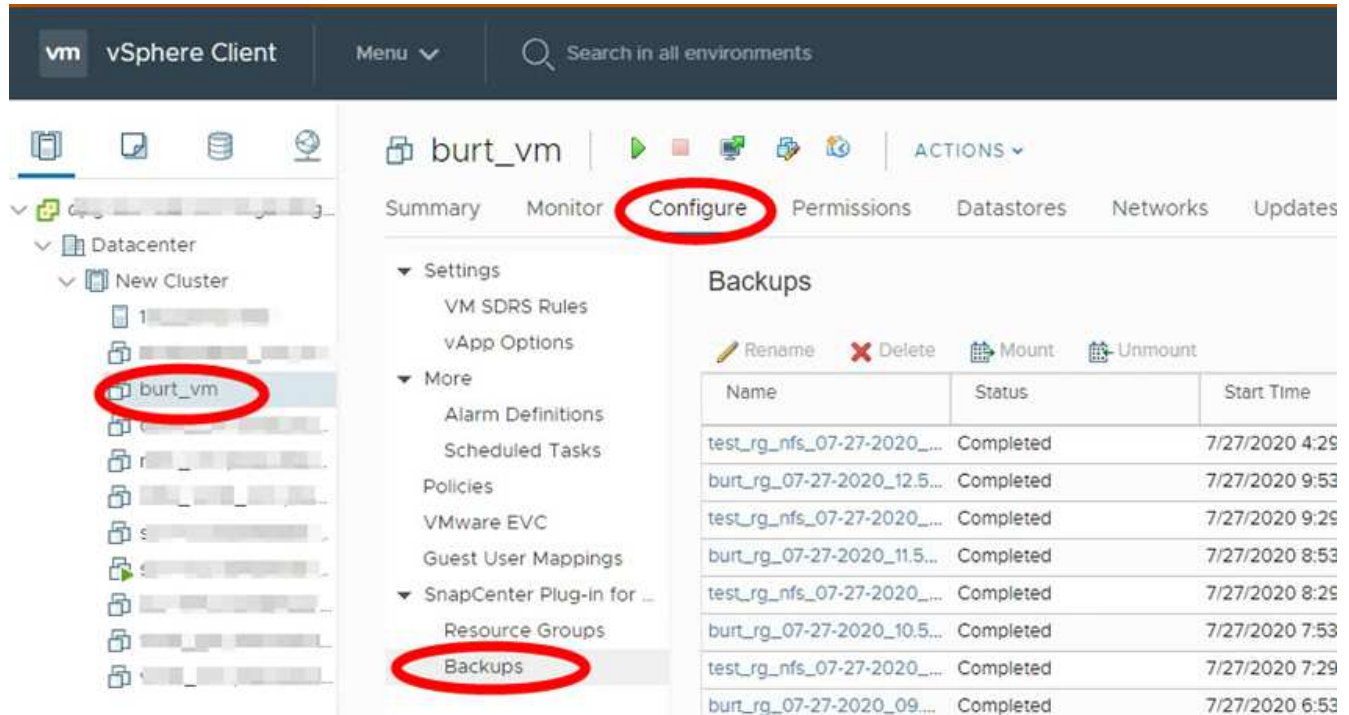 vm vSphere Client Menu Search in all environments
burt_vm ACTIONS
Summary Monitor Configure Permissions Datastores Networks Updates
Datacenter
New Cluster
burt_vm
Settings
VM SDRS Rules
vApp Options
More
Alarm Definitions
Scheduled Tasks
Policies
VMware EVC
Guest User Mappings
SnapCenter Plug-in for ...
Resource Groups
Backups
Backups
Rename Delete Mount Unmount
Name Status Start Time
test_rg_nfs_07-27-2020_... Completed 7/27/2020 4:29
burt_rg_07-27-2020_12.5... Completed 7/27/2020 9:53
test_rg_nfs_07-27-2020_... Completed 7/27/2020 9:29
burt_rg_07-27-2020_11.5... Completed 7/27/2020 8:53
test_rg_nfs_07-27-2020_... Completed 7/27/2020 8:29
burt_rg_07-27-2020_10.5... Completed 7/27/2020 7:53
test_rg_nfs_07-27-2020_... Completed 7/27/2020 7:29
burt_rg_07-27-2020_09.... Completed 7/27/2020 6:53